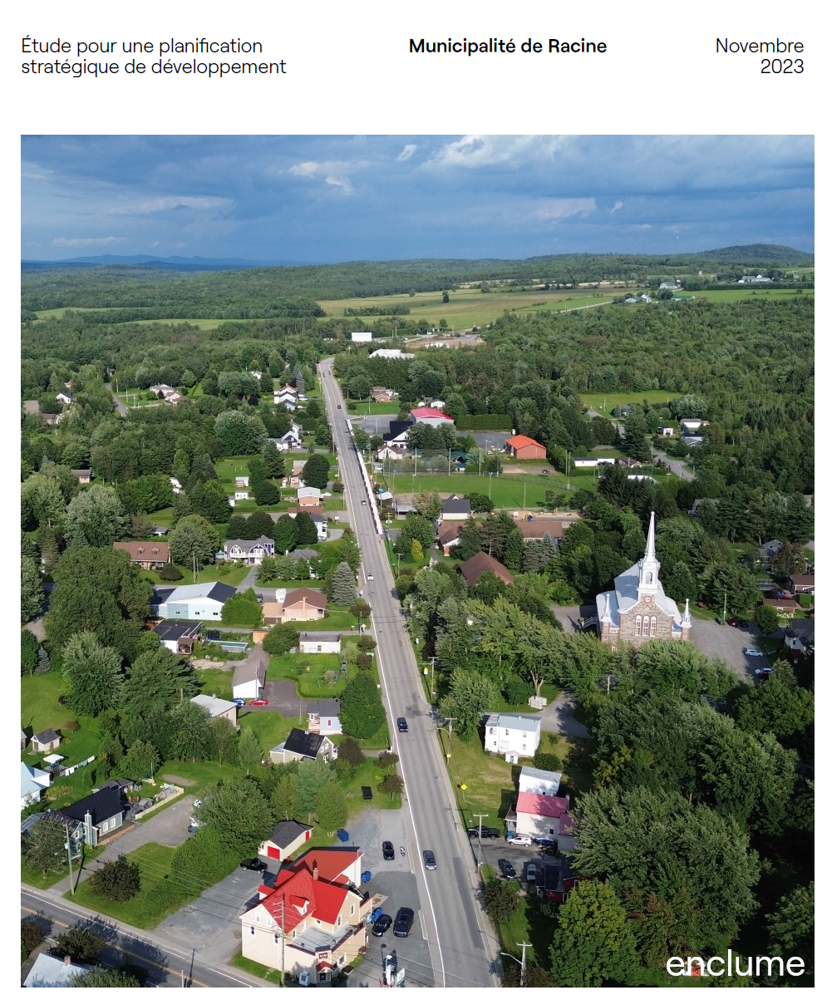 Étude pour une planification
stratégique de développement
Municipalité de Racine
Novembre
2023
enclume